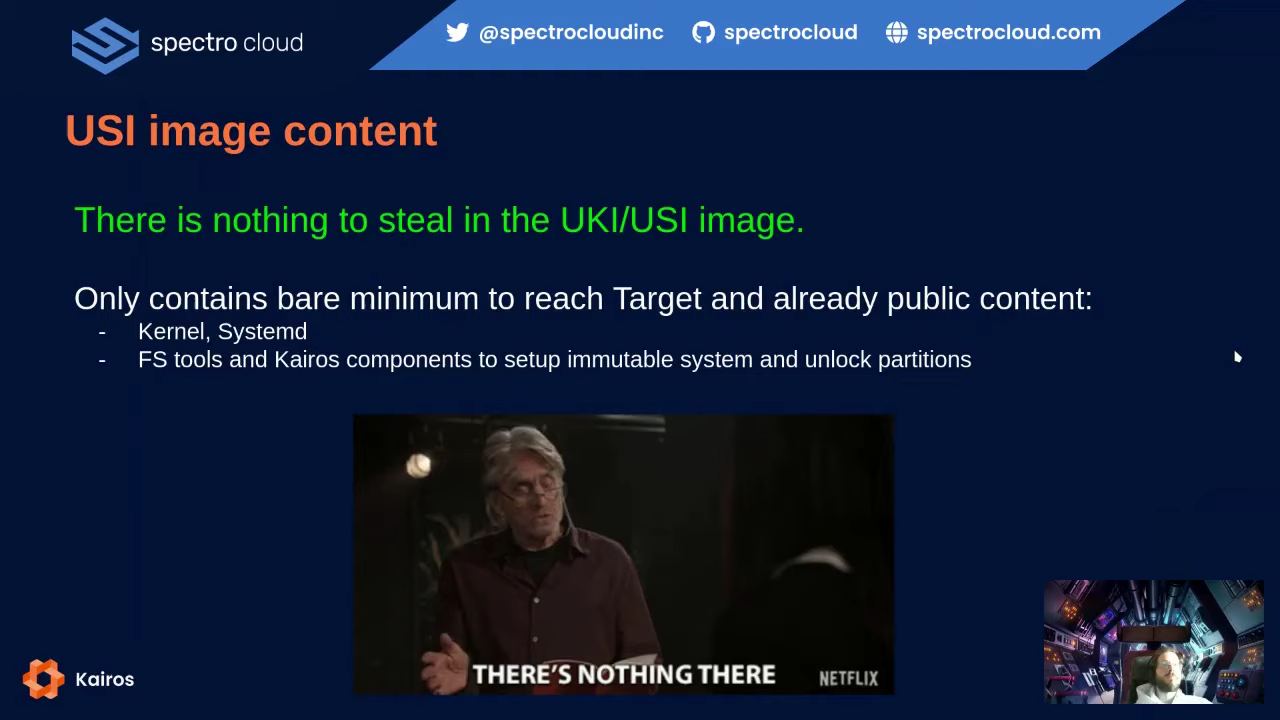 spectro cloud
@spectrocloudinc
spectrocloud
spectrocloud.com
USI image content
There is nothing to steal in the UKI/USI image.
Only contains bare minimum to reach Target and already public content:
- Kernel, Systemd
- FS tools and Kairos components to setup immutable system and unlock partitions
THERE'S NOTHING THERE
NETFLIX
Kairos